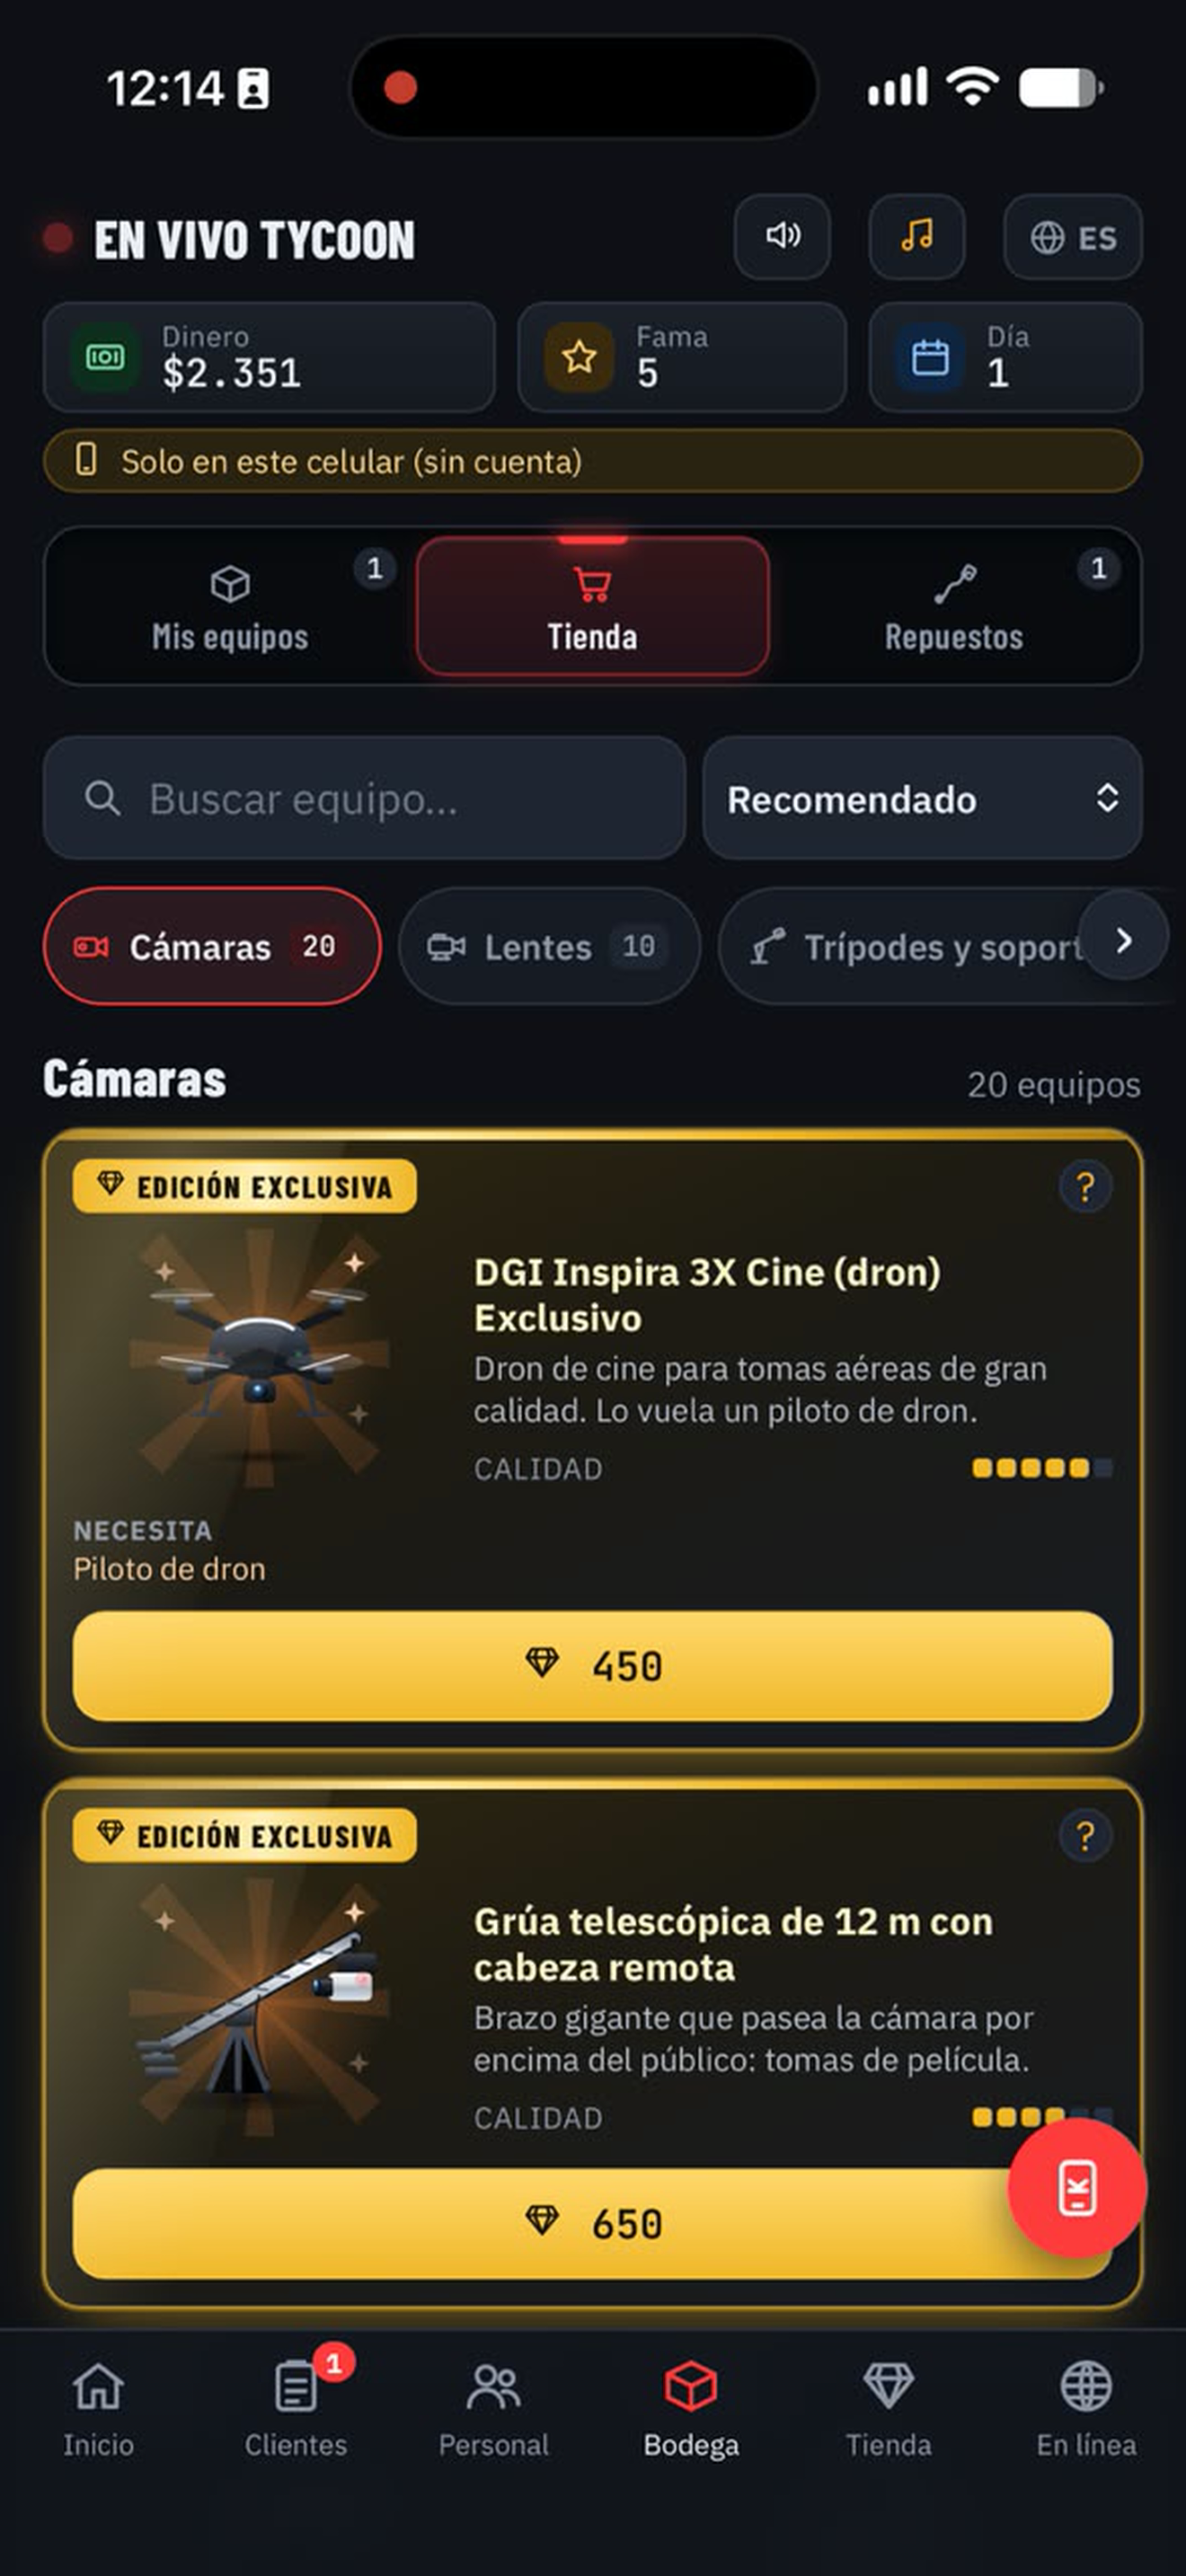 12:14
EN VIVO TYCOON
ES
Dinero
$2.351
Fama
5
Día
1
Solo en este celular (sin cuenta)
Mis equipos
1
Tienda
Repuestos
1
Buscar equipo...
Recomendado
Cámaras 20
Lentes 10
Trípodes y soport
Cámaras
20 equipos
EDICIÓN EXCLUSIVA
?
DGI Inspira 3X Cine (dron)
Exclusivo
Dron de cine para tomas aéreas de gran
calidad. Lo vuela un piloto de dron.
CALIDAD
NECESITA
Piloto de dron
450
EDICIÓN EXCLUSIVA
?
Grúa telescópica de 12 m con
cabeza remota
Brazo gigante que pasea la cámara por
encima del público: tomas de película.
CALIDAD
650
Inicio
1
Clientes
Personal
Bodega
Tienda
En línea